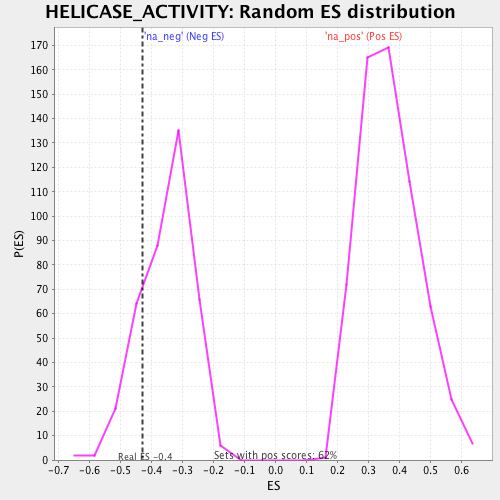 HELICASE_ACTIVITY: Random ES distribution
'na_neg' (Neg ES)
'na_pos' (Pos ES)
170
160
150
140
130
120
110
100
90
80
70
60
50
40
30
20
10
0
P(ES)
Real ES -0.4
Sets with pos scores: 62%
-0.7 -0.6 -0.5 -0.4 -0.3 -0.2 -0.1 0.0 0.1 0.2 0.3 0.4 0.5 0.6
ES